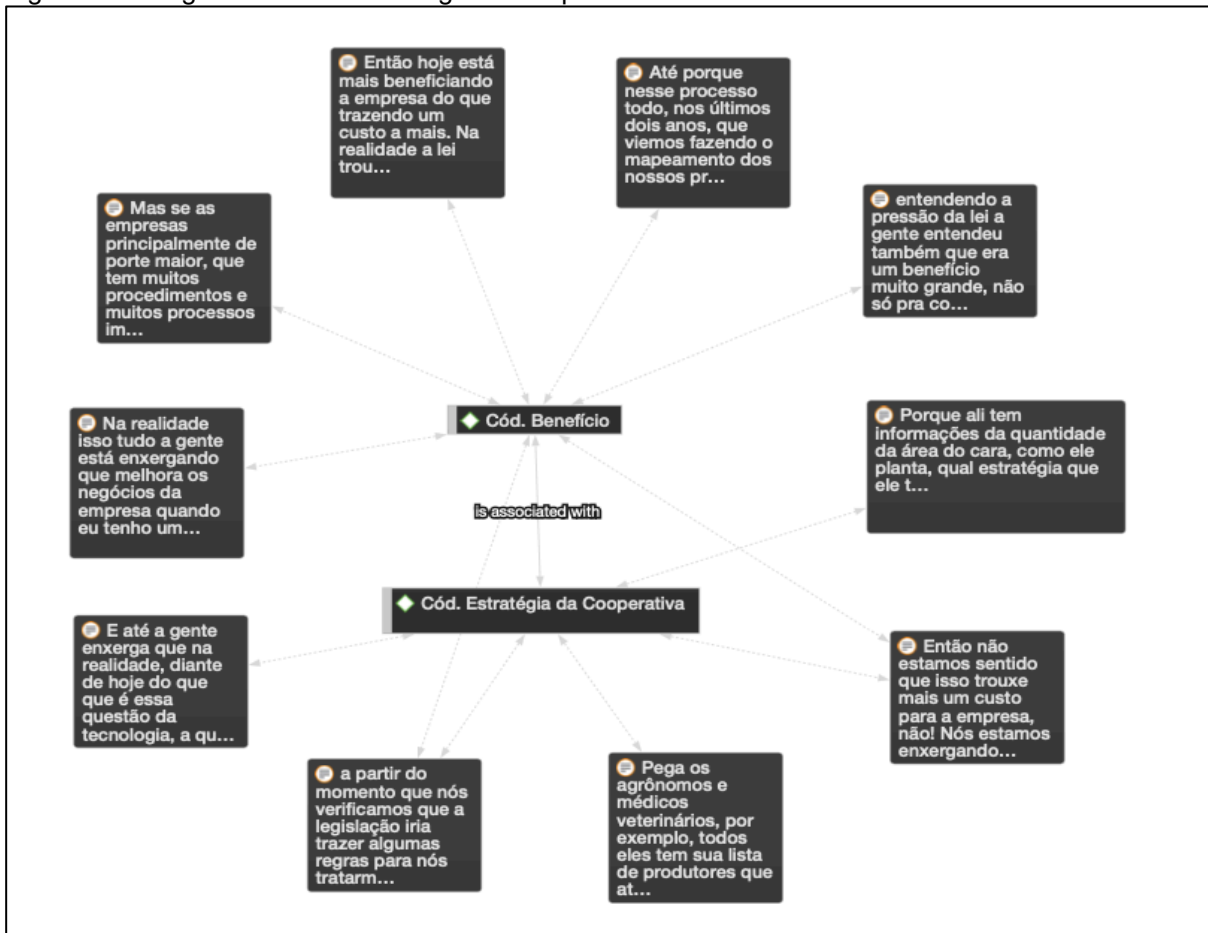 Então hoje está
mais beneficiando
a empresa do que
trazendo um
custo a mais. Na
realidade a lei
trou...
Até porque
nesse processo
todo, nos últimos
dois anos, que
viemos fazendo o
mapeamento dos
nossos pr...
entendendo a
pressão da lei a
gente entendeu
também que era
um benefício
muito grande, não
só pra co...
Mas se as
empresas
principalmente de
porte maior, que
tem muitos
procedimentos e
muitos processos
im...
Cód. Benefício
Na realidade
isso tudo a gente
está enxergando
que melhora os
negócios da
empresa quando
eu tenho um...
Porque ali tem
informações da quantidade
da área do cara, como ele
planta, qual estratégia que
ele t...
is associated with
Cód. Estratégia da Cooperativa
E até a gente
enxerga que na
realidade, diante
de hoje do que
que é essa
questão da
tecnologia, a qu...
Então não
estamos sentido
que isso trouxe
mais um custo
para a empresa,
não! Nós estamos
enxergando...
a partir do
momento que nós
verificamos que a
legislação iria
trazer algumas
regras para nós
tratarm...
Pega os
agrônomos e
médicos
veterinários, por
exemplo, todos
eles tem sua lista
de produtores que
at...